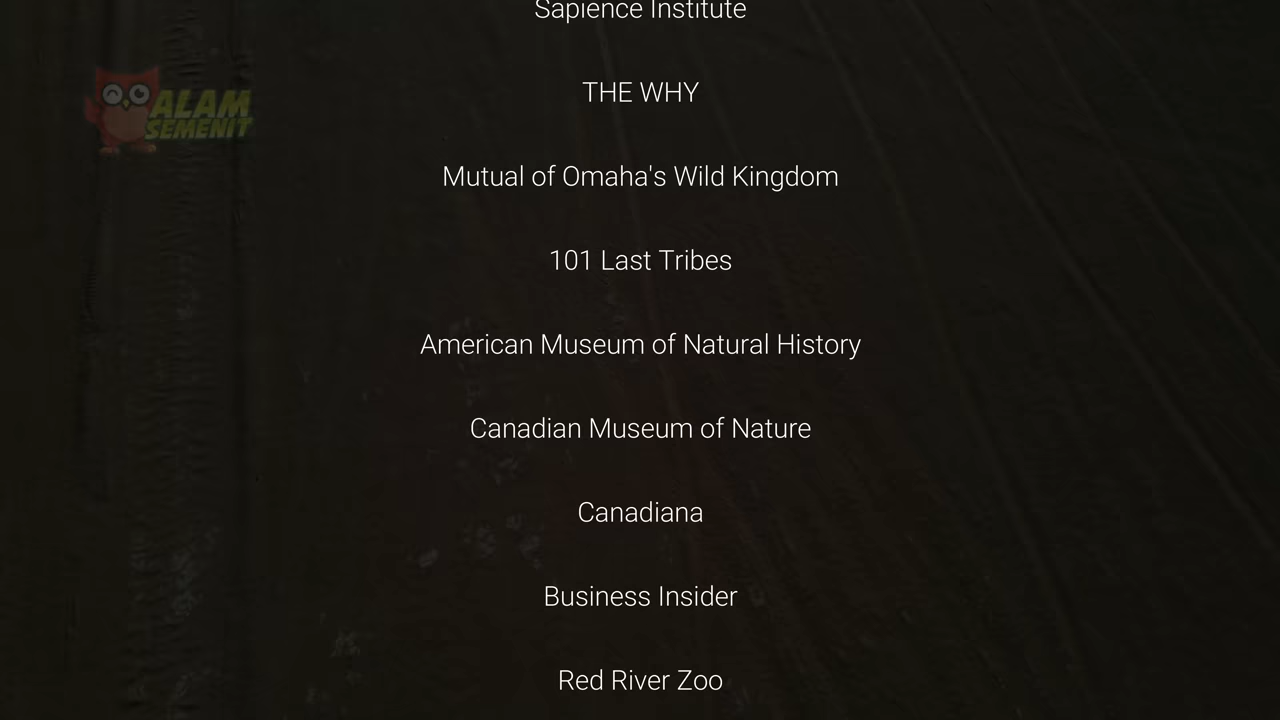 Sapience Institute
THE WHY
ALAM
SEMENIT
Mutual of Omaha's Wild Kingdom
101 Last Tribes
American Museum of Natural History
Canadian Museum of Nature
Canadiana
Business Insider
Red River Zoo